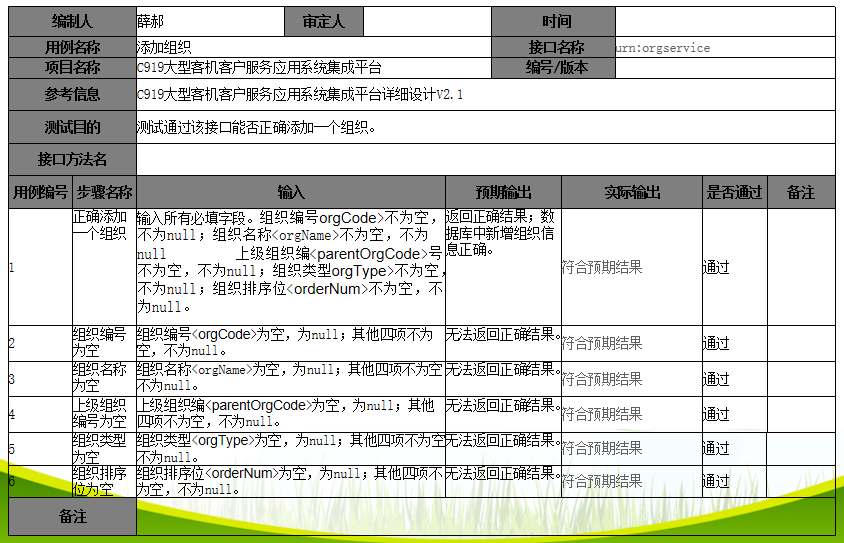 编制人 薛郝 审定人 时间
用例名称 添加组织 接口名称 urn:orgservice
项目名称 C919大型客机客户服务应用系统集成平台 编号/版本
参考信息 C919大型客机客户服务应用系统集成平台详细设计V2.1
测试目的 测试通过该接口能否正确添加一个组织。
接口方法名
用例编号 步骤名称 输入 预期输出 实际输出 是否通过 备注
1
正确添加
一个组织
输入所有必填字段。组织编号orgCode>不为空，
不为null；组织名称<orgName>不为空，不为
null 上级组织编<parentOrgCode>号
不为空，不为null；组织类型orgType>不为空，
不为null；组织排序位<orderNum>不为空，不
为null。
返回正确结果；数
据库中新增组织信
息正确。
符合预期结果
通过
2
组织编号
为空
组织编号<orgCode>为空，为null；其他四项不为
空，不为null。
无法返回正确结果。
符合预期结果
通过
3
组织名称
为空
组织名称<orgName>为空，为null；其他四项不为空
不为null。
无法返回正确结果。
符合预期结果
通过
4
上级组织
编号为空
上级组织编<parentOrgCode>为空，为null；其他
四项不为空，不为null。
无法返回正确结果。
符合预期结果
通过
5
组织类型
为空
组织类型<orgType>为空，为null；其他四项不为空
不为null。
无法返回正确结果。
符合预期结果
通过
6
组织排序
位为空
组织排序位<orderNum>为空，为null；其他四项不
为空，不为null。
无法返回正确结果。
符合预期结果
通过
备注